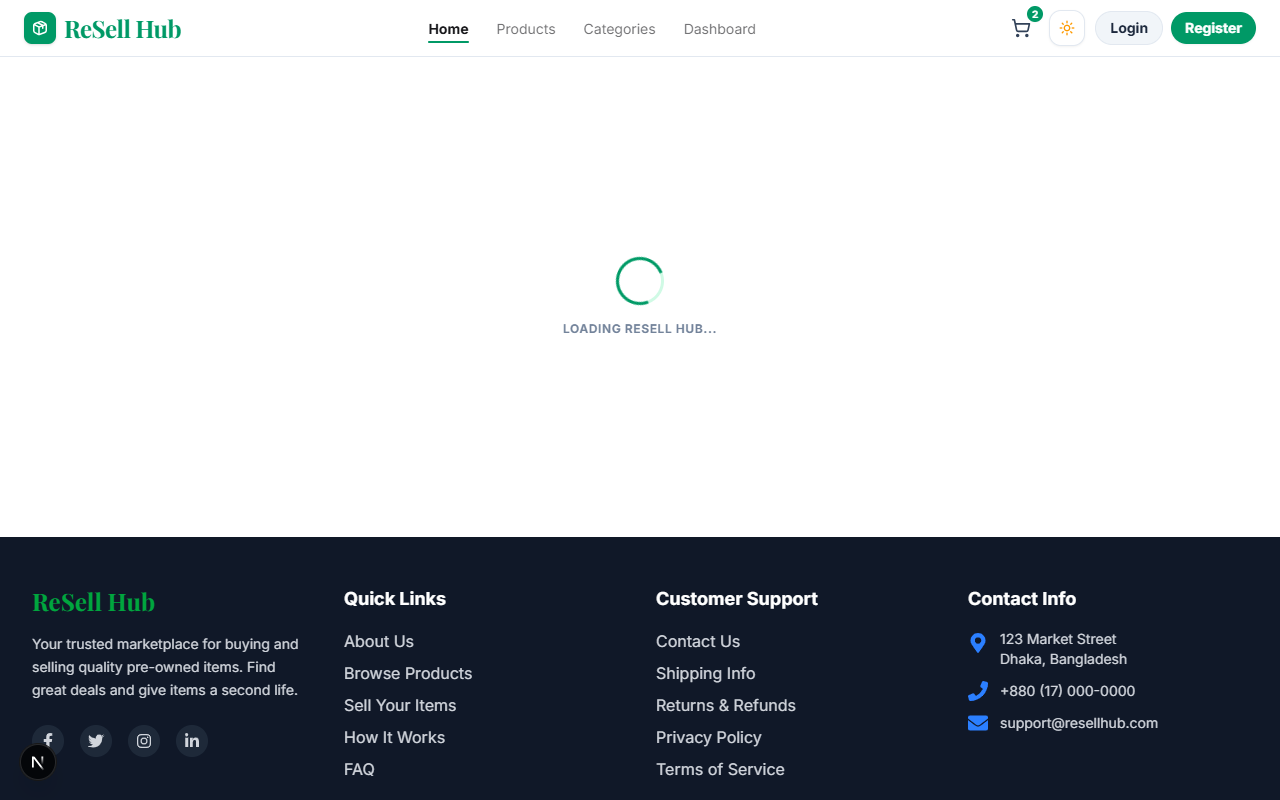 ReSell Hub
Home
Products
Categories
Dashboard
2
Login
Register
LOADING RESELL HUB...
ReSell Hub
Your trusted marketplace for buying and
selling quality pre-owned items. Find
great deals and give items a second life.
Quick Links
About Us
Browse Products
Sell Your Items
How It Works
FAQ
Customer Support
Contact Us
Shipping Info
Returns & Refunds
Privacy Policy
Terms of Service
Contact Info
123 Market Street
Dhaka, Bangladesh
+880 (17) 000-0000
support@resellhub.com
N